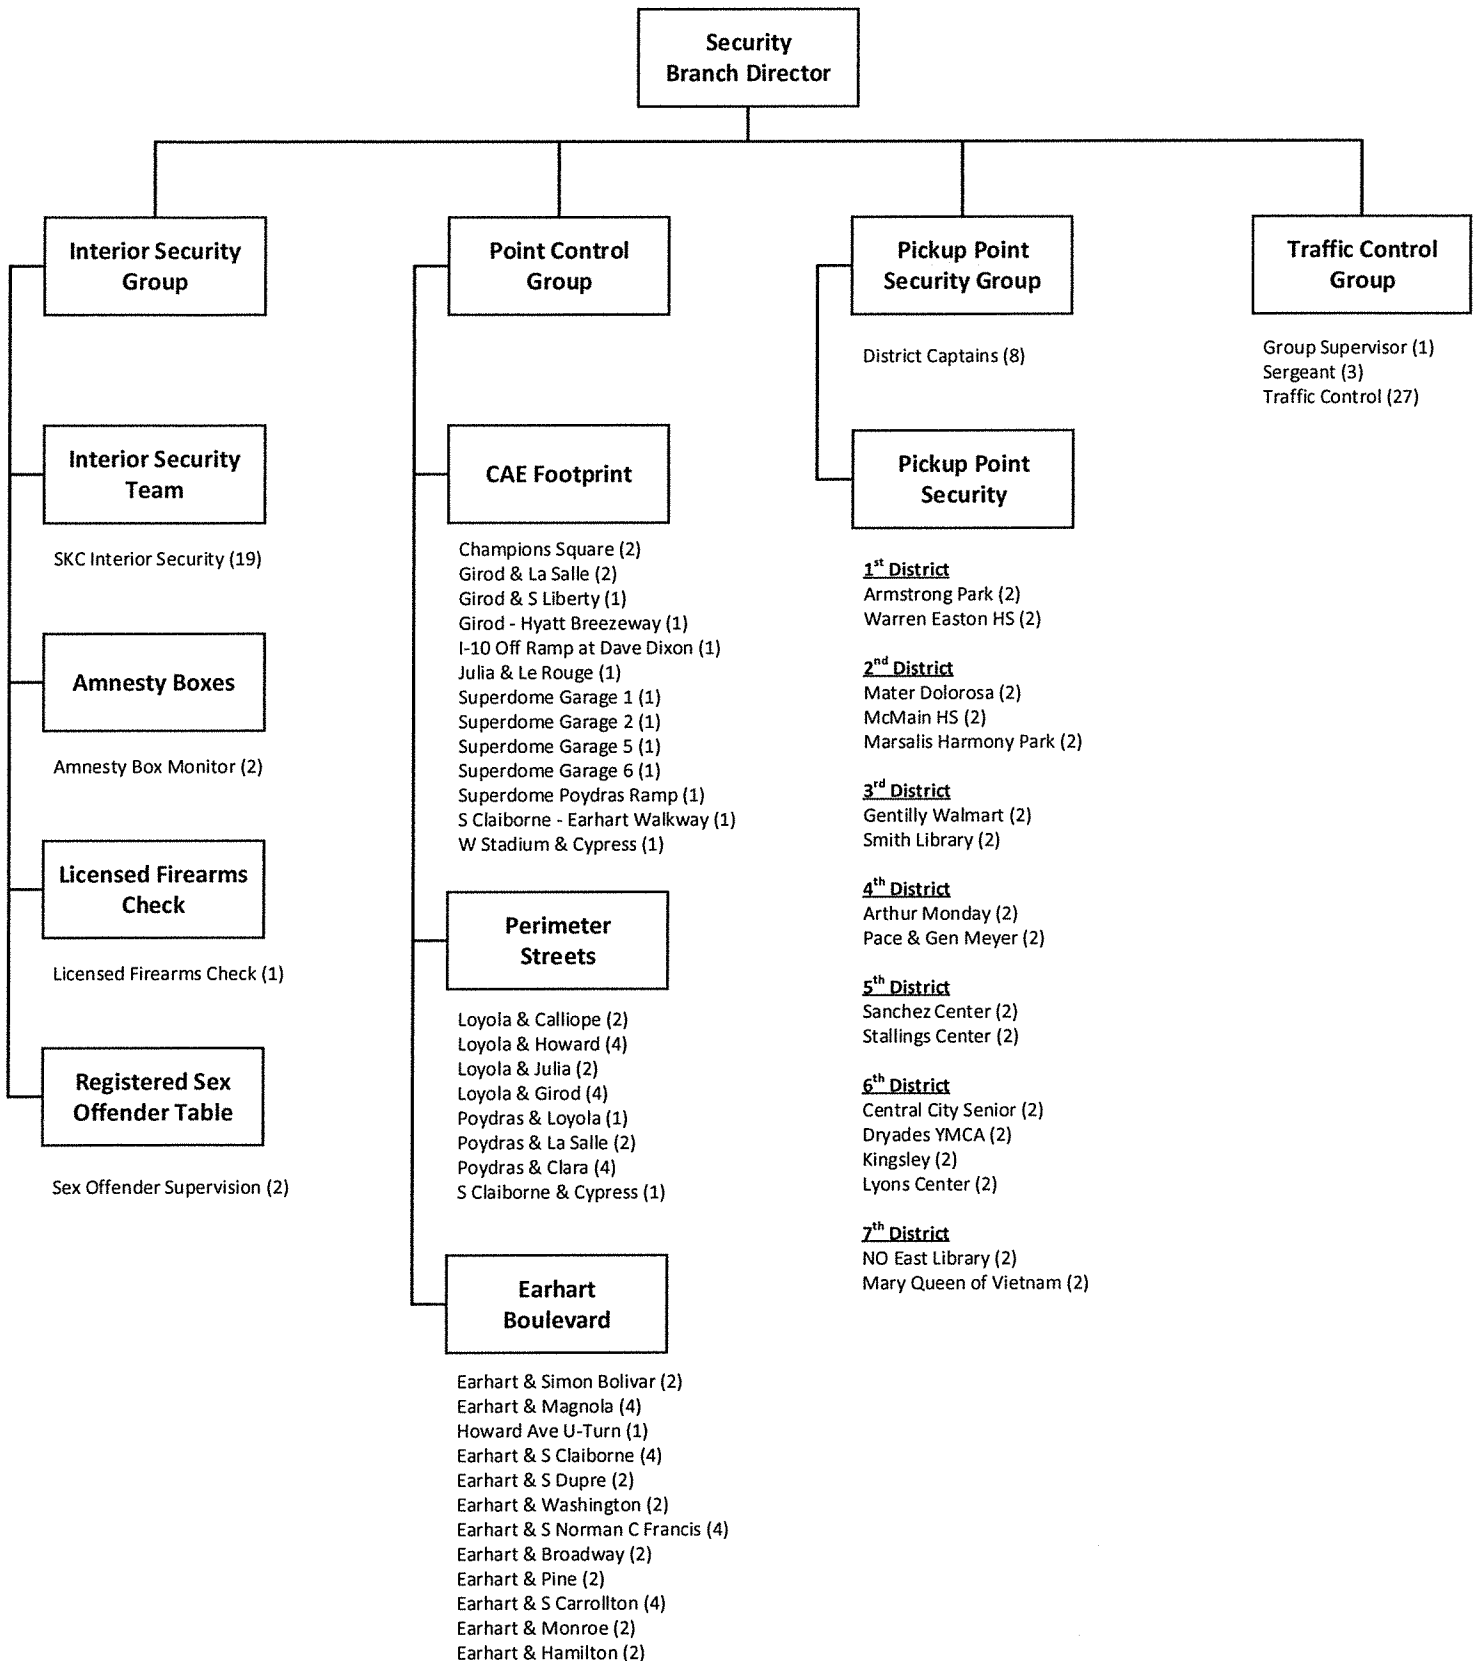 Security
Branch Director
Interior Security
Group
Interior Security
Team
SKC Interior Security (19)
Amnesty Boxes
Amnesty Box Monitor (2)
Licensed Firearms
Check
Licensed Firearms Check (1)
Registered Sex
Offender Table
Sex Offender Supervision (2)
Point Control
Group
CAE Footprint
Champions Square (2)
Girod & La Salle (2)
Girod & S Liberty (1)
Girod - Hyatt Breezeway (1)
I-10 Off Ramp at Dave Dixon (1)
Julia & Le Rouge (1)
Superdome Garage 1 (1)
Superdome Garage 2 (1)
Superdome Garage 5 (1)
Superdome Garage 6 (1)
Superdome Poydras Ramp (1)
S Claiborne - Earhart Walkway (1)
W Stadium & Cypress (1)
Perimeter
Streets
Loyola & Calliope (2)
Loyola & Howard (4)
Loyola & Julia (2)
Loyola & Girod (4)
Poydras & Loyola (1)
Poydras & La Salle (2)
Poydras & Clara (4)
S Claiborne & Cypress (1)
Earhart
Boulevard
Earhart & Simon Bolivar (2)
Earhart & Magnola (4)
Howard Ave U-Turn (1)
Earhart & S Claiborne (4)
Earhart & S Dupre (2)
Earhart & Washington (2)
Earhart & S Norman C Francis (4)
Earhart & Broadway (2)
Earhart & Pine (2)
Earhart & S Carrollton (4)
Earhart & Monroe (2)
Earhart & Hamilton (2)
Pickup Point
Security Group
District Captains (8)
Pickup Point
Security
1st District
Armstrong Park (2)
Warren Easton HS (2)
2nd District
Mater Dolorosa (2)
McMain HS (2)
Marsalis Harmony Park (2)
3rd District
Gentilly Walmart (2)
Smith Library (2)
4th District
Arthur Monday (2)
Pace & Gen Meyer (2)
5th District
Sanchez Center (2)
Stallings Center (2)
6th District
Central City Senior (2)
Dryades YMCA (2)
Kingsley (2)
Lyons Center (2)
7th District
NO East Library (2)
Mary Queen of Vietnam (2)
Traffic Control
Group
Group Supervisor (1)
Sergeant (3)
Traffic Control (27)